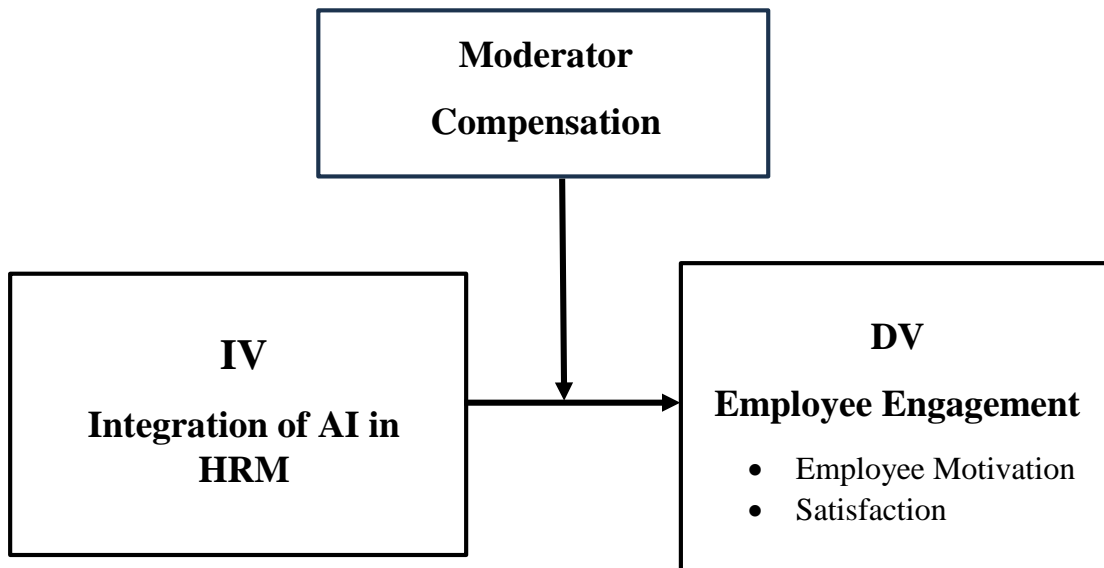 Moderator
Compensation
IV
Integration of AI in
HRM
DV
Employee Engagement
• Employee Motivation
• Satisfaction